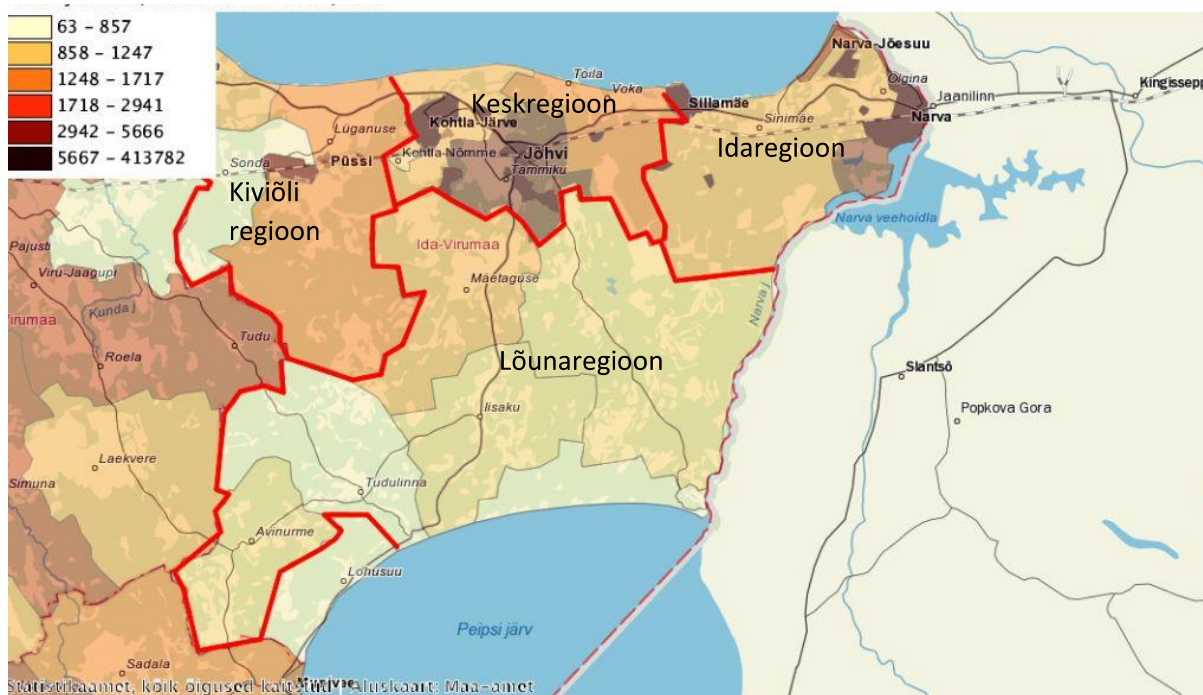 63 – 857
858 – 1247
1248 – 1717
1718 – 2941
2942 – 5666
5667 – 413782
Narva-Jõesuu
Toila
Olgina
Voka
Kingissepp
Keskregioon
Sillamäe
Jaanilinn
Kohtla-Järve
Narva
Lüganuse
Sinimäe
Idaregioon
Püssi
Kohtla-Nõmme
Jõhvi
Sonda
Tammiku
Kiviõli
regioon
Narva veehoidla
Pajusti
Ida-Virumaa
Viru-Jaagupi
Mäetaguse
Kunda j
Narva j
Virumaa
Tudu
Roela
Lõunaregioon
Slantsõ
Iisaku
Popkova Gora
Laekvere
Simuna
Tudulinna
Avinurme
Lohusuu
Peipsi järv
Sadala
Statistikaamet, kõik õigused kaitstud
Aluskaart: Maa-amet